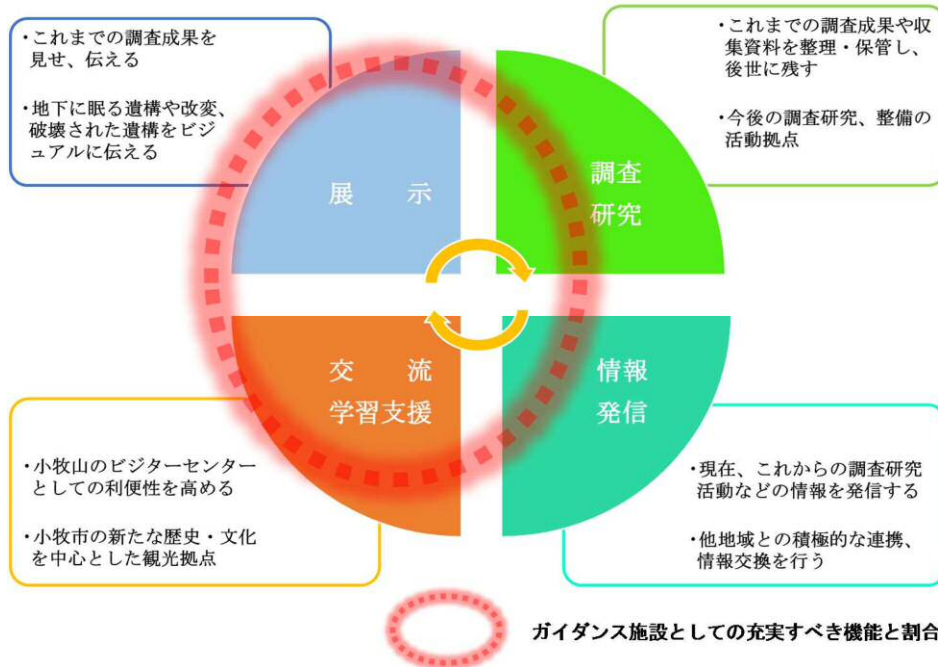 ・これまでの調査成果を
見せ、伝える
・地下に眠る遺構や改変、
破壊された遺構をビジ
ュアルに伝える
・これまでの調査成果や収
集資料を整理・保管し、
後世に残す
・今後の調査研究、整備の
活動拠点
展　示
調査
研究
交　流
学習支援
情報
発信
・小牧山のビジターセンター
としての利便性を高める
・小牧市の新たな歴史・文化
を中心とした観光拠点
・現在、これからの調査研究
活動などの情報を発信する
・他地域との積極的な連携、
情報交換を行う
ガイダンス施設としての充実すべき機能と割合